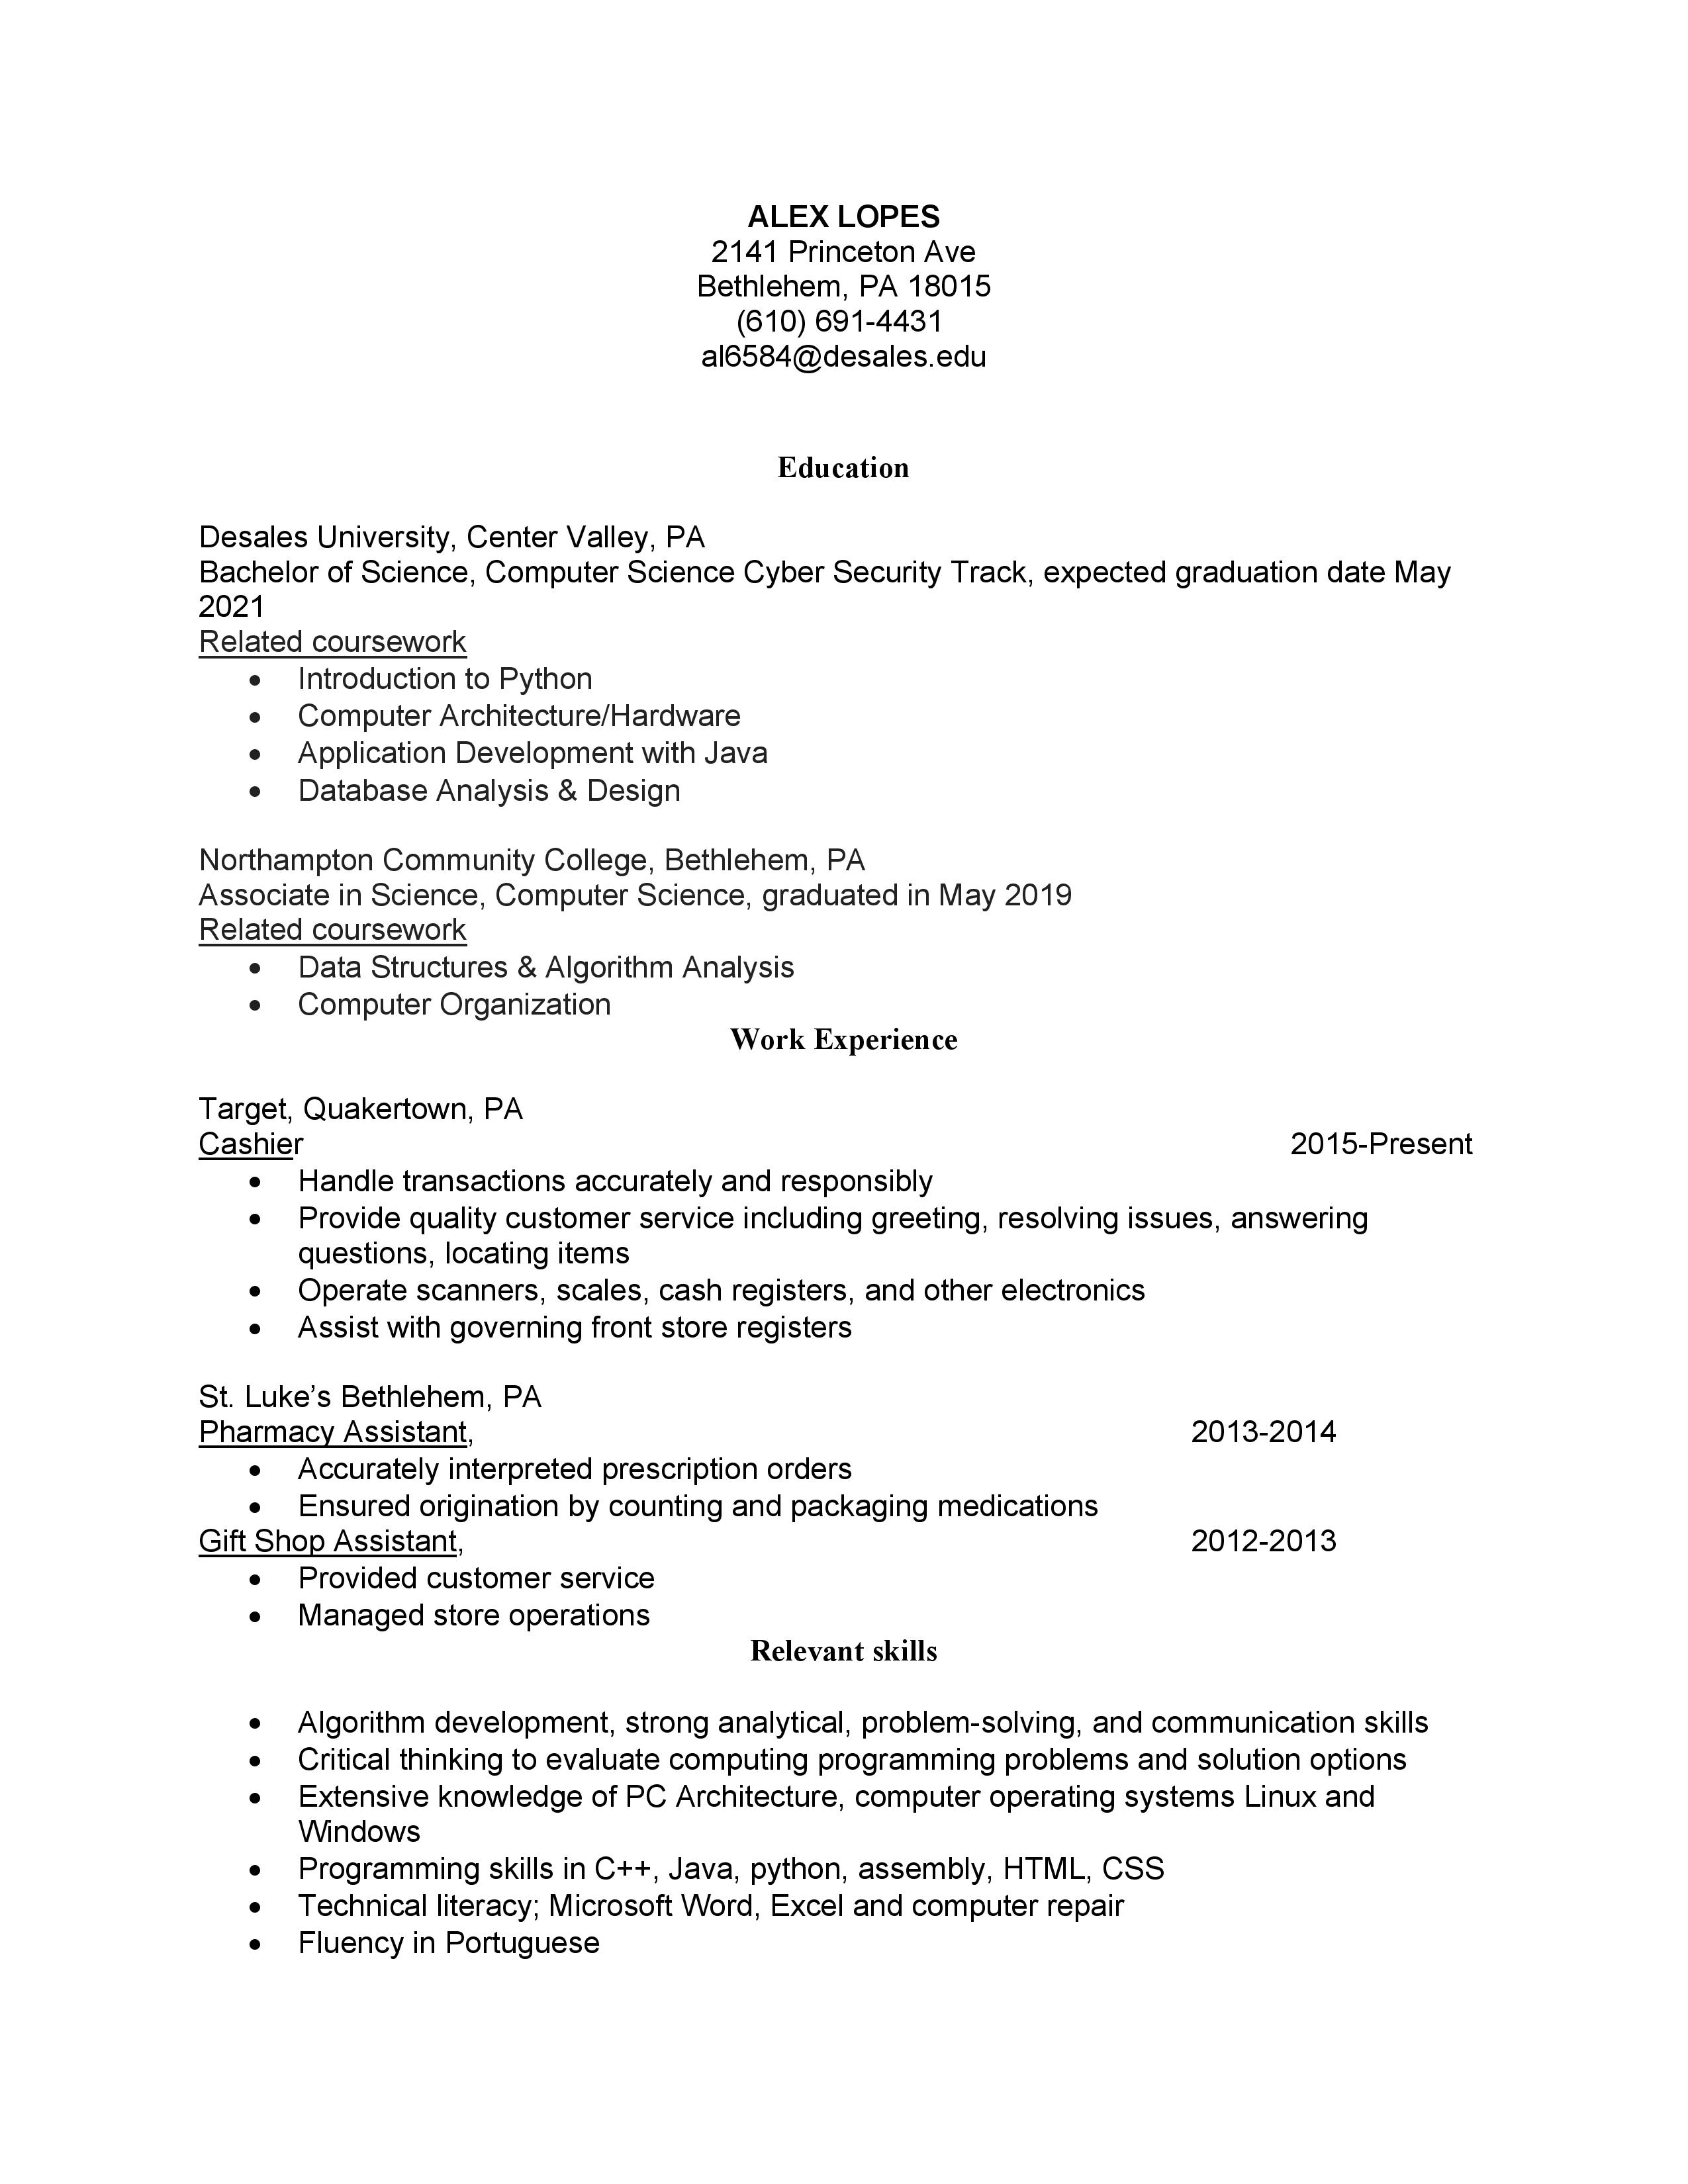 ALEX LOPES
2141 Princeton Ave
Bethlehem, PA 18015
(610) 691-4431
al6584@desales.edu
Education
Desales University, Center Valley, PA
Bachelor of Science, Computer Science Cyber Security Track, expected graduation date May
2021
Related coursework
• Introduction to Python
• Computer Architecture/Hardware
• Application Development with Java
• Database Analysis & Design
Northampton Community College, Bethlehem, PA
Associate in Science, Computer Science, graduated in May 2019
Related coursework
• Data Structures & Algorithm Analysis
• Computer Organization
Work Experience
Target, Quakertown, PA
Cashier 2015-Present
• Handle transactions accurately and responsibly
• Provide quality customer service including greeting, resolving issues, answering
questions, locating items
• Operate scanners, scales, cash registers, and other electronics
• Assist with governing front store registers
St. Luke’s Bethlehem, PA
Pharmacy Assistant, 2013-2014
• Accurately interpreted prescription orders
• Ensured origination by counting and packaging medications
Gift Shop Assistant, 2012-2013
• Provided customer service
• Managed store operations
Relevant skills
• Algorithm development, strong analytical, problem-solving, and communication skills
• Critical thinking to evaluate computing programming problems and solution options
• Extensive knowledge of PC Architecture, computer operating systems Linux and
Windows
• Programming skills in C++, Java, python, assembly, HTML, CSS
• Technical literacy; Microsoft Word, Excel and computer repair
• Fluency in Portuguese